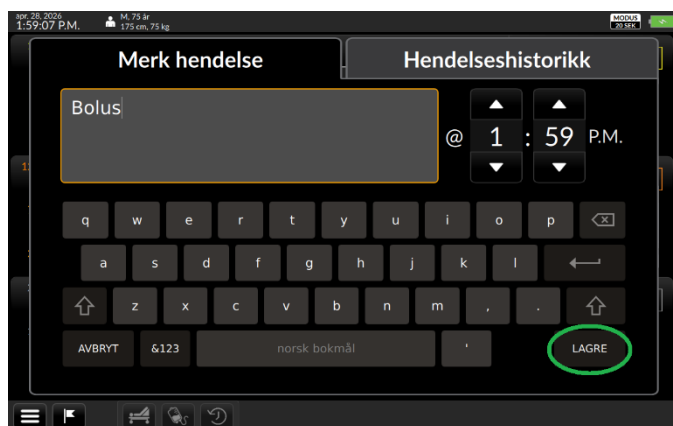 apr. 28, 2026
1:59:07 P.M.
M, 75 år
175 cm, 75 kg
MODUS
20 SEK
Merk hendelse
Hendelseshistorikk
Bolus
@ 1 : 59 P.M.
q w e r t y u i o p
a s d f g h j k l
z x c v b n m , .
AVBRYT &123 norsk bokmål ' LAGRE